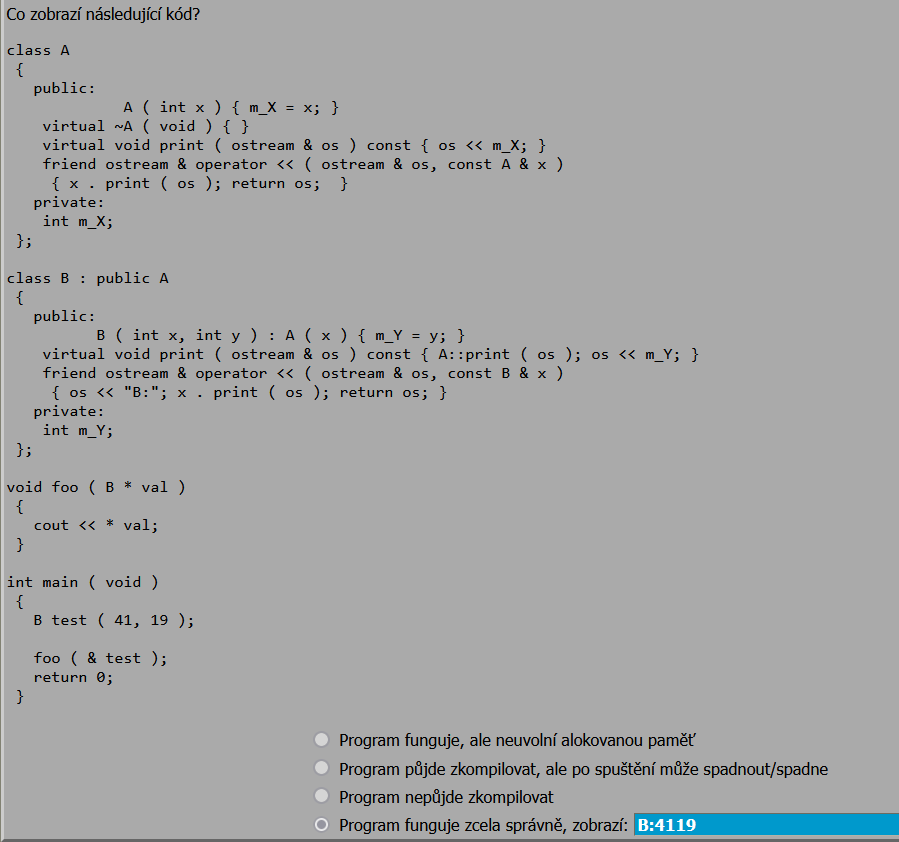 Co zobrazí následující kód?
class A
{
public:
A ( int x ) { m_X = x; }
virtual ~A ( void ) { }
virtual void print ( ostream & os ) const { os << m_X; }
friend ostream & operator << ( ostream & os, const A & x )
{ x . print ( os ); return os;  }
private:
int m_X;
};
class B : public A
{
public:
B ( int x, int y ) : A ( x ) { m_Y = y; }
virtual void print ( ostream & os ) const { A::print ( os ); os << m_Y; }
friend ostream & operator << ( ostream & os, const B & x )
{ os << "B:"; x . print ( os ); return os; }
private:
int m_Y;
};
void foo ( B * val )
{
cout << * val;
}
int main ( void )
{
B test ( 41, 19 );
foo ( & test );
return 0;
}
Program funguje, ale neuvolní alokovanou paměť
Program půjde zkompilovat, ale po spuštění může spadnout/spadne
Program nepůjde zkompilovat
Program funguje zcela správně, zobrazí: B:4119